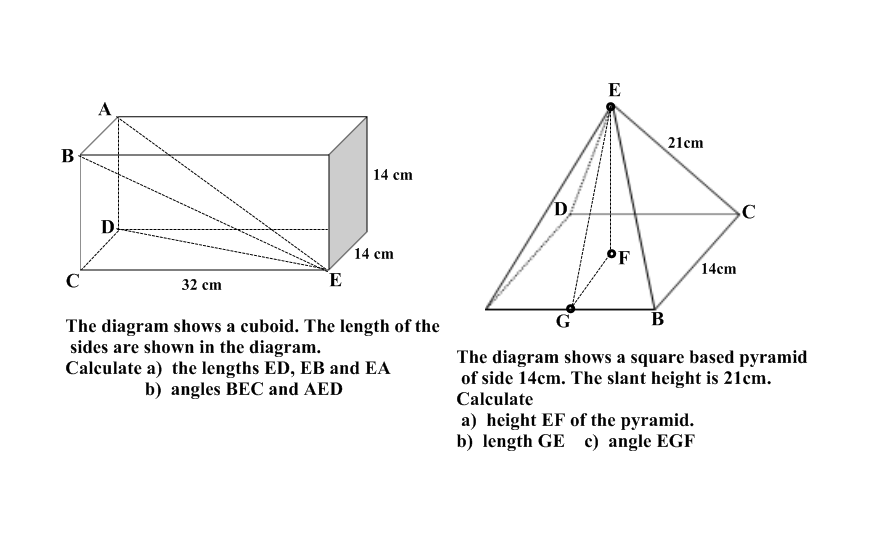 A
B
14 cm
D
14 cm
C
32 cm
E
The diagram shows a cuboid. The length of the
sides are shown in the diagram.
Calculate a) the lengths ED, EB and EA
b) angles BEC and AED
E
21cm
D
C
F
14cm
G
B
The diagram shows a square based pyramid
of side 14cm. The slant height is 21cm.
Calculate
a) height EF of the pyramid.
b) length GE c) angle EGF